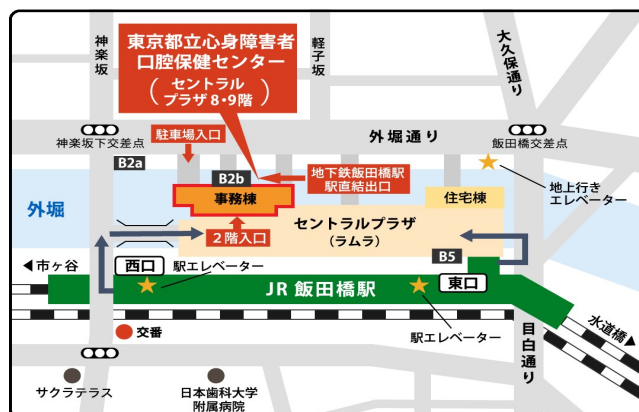 神楽坂
東京都立心身障害者
口腔保健センター
(セントラル
プラザ8・9階)
軽子坂
大久保通り
外堀通り
神楽坂下交差点
駐車場入口
飯田橋交差点
B2a
B2b
地下鉄飯田橋駅
駅直結出口
地上行き
エレベーター
外堀
事務棟
住宅棟
セントラルプラザ
(ラムラ)
2階入口
B5
◀市ヶ谷
西口
駅エレベーター
JR 飯田橋駅
東口
水道橋▶
交番
駅エレベーター
目白通り
サクラテラス
日本歯科大学
附属病院